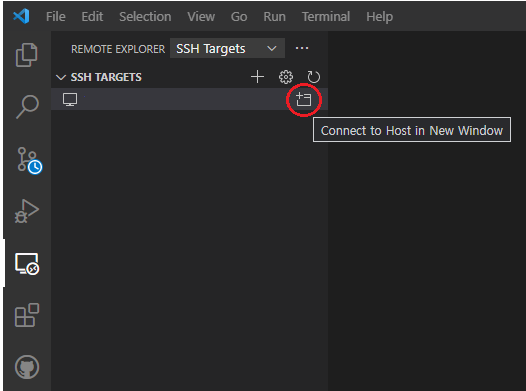 File Edit Selection View Go Run Terminal Help
REMOTE EXPLORER SSH Targets
SSH TARGETS
Connect to Host in New Window